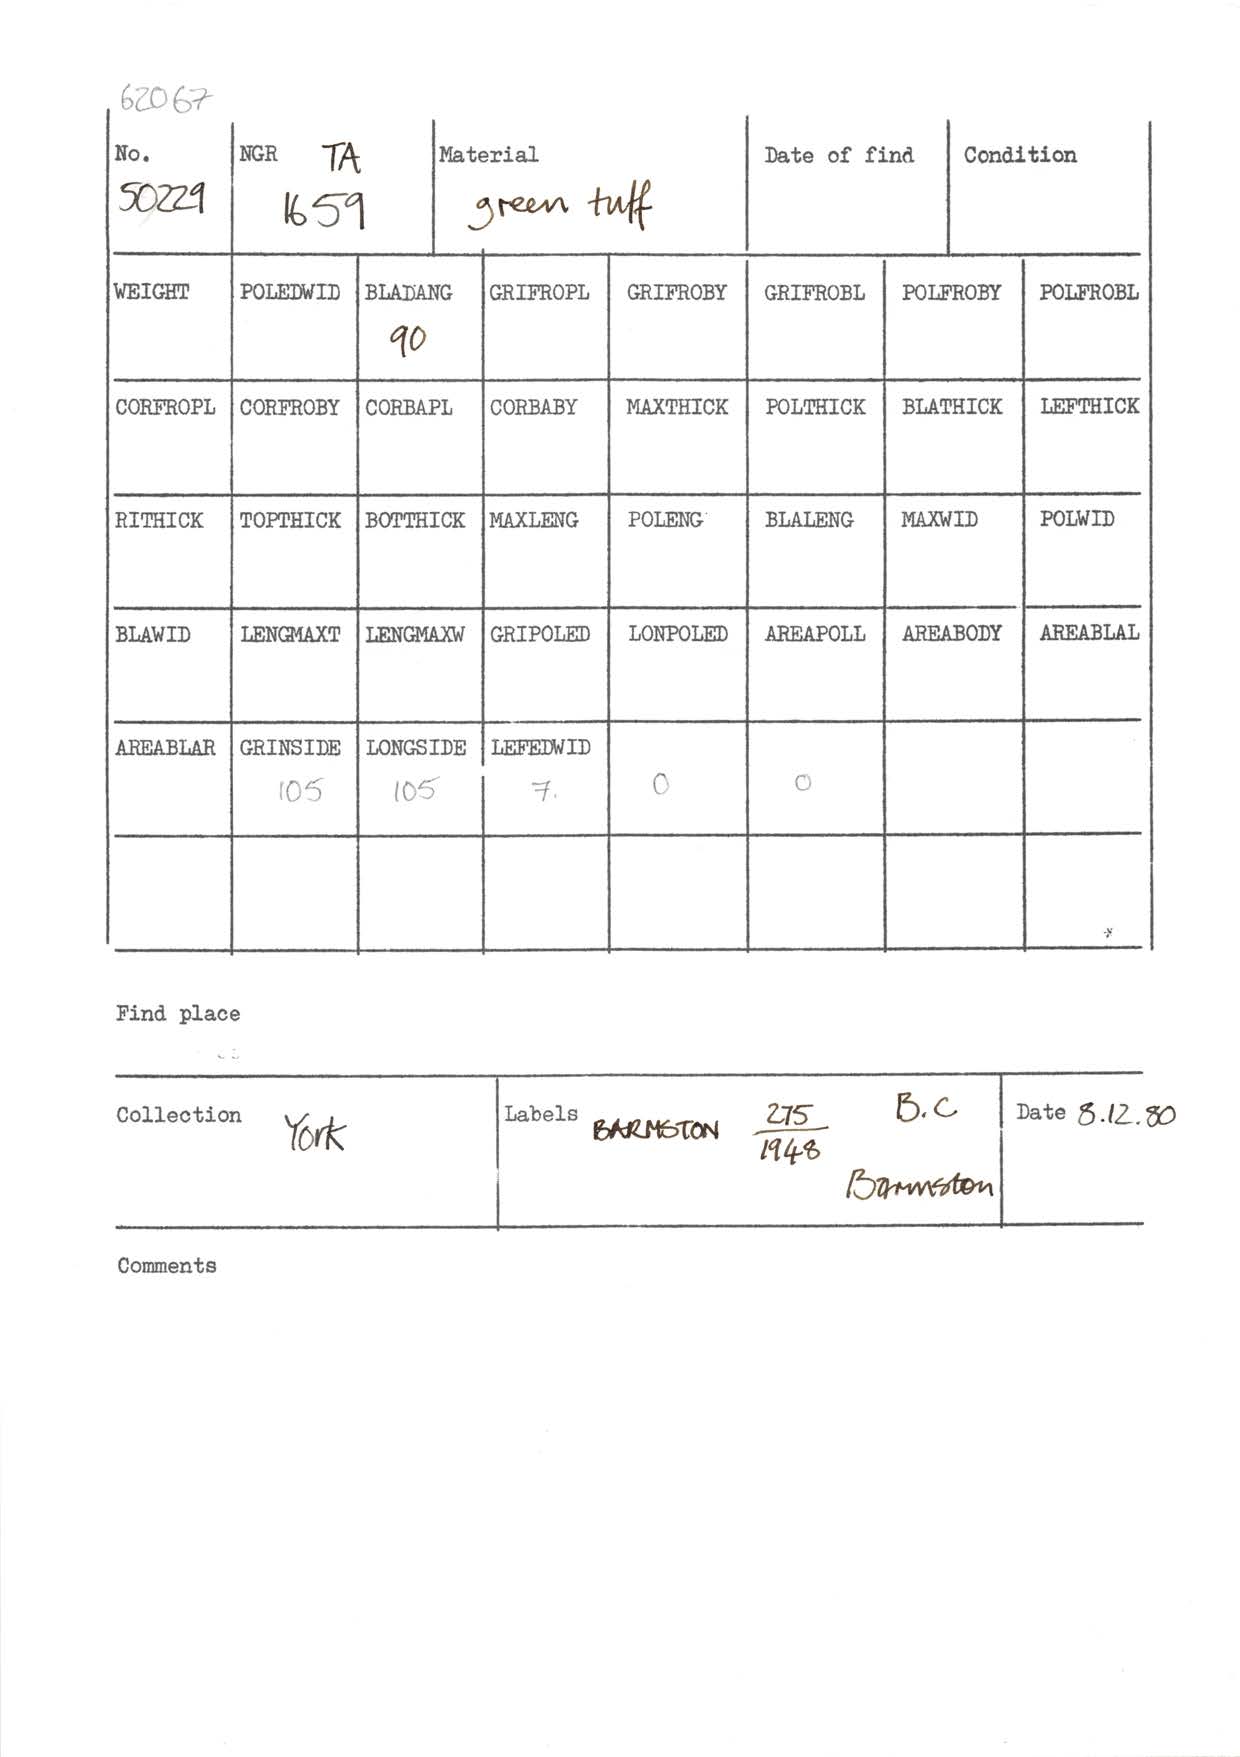 62067
No. NGR TA Material Date of find Condition
50229 1659 green tuff
WEIGHT POLEDWID BLADANG GRIFROPL GRIFROBY GRIFROBL POLFROBY POLFROBL
90
CORFROPL CORFROBY CORBAPL CORBABY MAXTHICK POLTHICK BLATHICK LEFTHICK
RITHICK TOPTHICK BOTTHICK MAXLENG POLENG BLALENG MAXWID POLWID
BLAWID LENGMAXT LENGMAXW GRIPOLED LONPOLED AREAPOLL AREABODY AREABLAL
AREABLAR GRINSIDE LONGSIDE LEFEDWID
105 105 7. 0 0
Find place
Collection York Labels BARMSTON 275 B.C Date 8.12.80
1948
Barmston
Comments